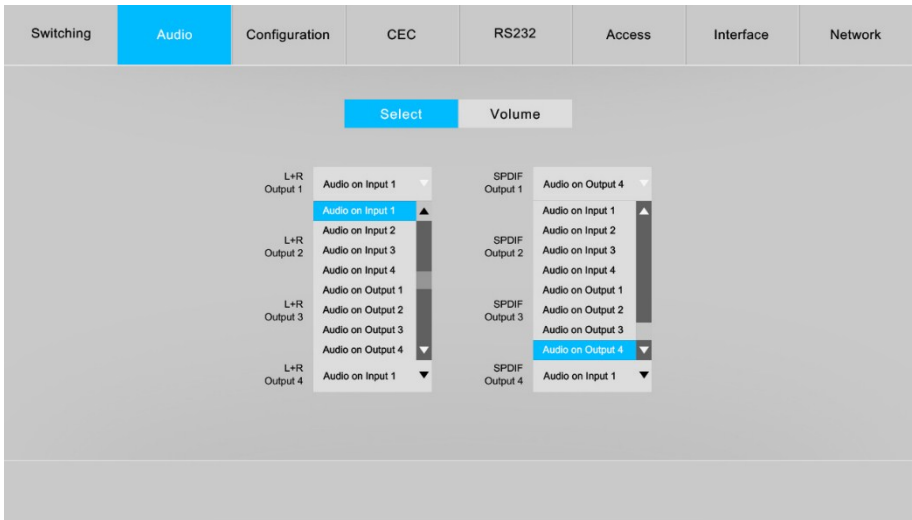 Switching Audio Configuration CEC RS232 Access Interface Network
Select Volume
L+R
Output 1
Audio on Input 1
Audio on Input 1
Audio on Input 2
Audio on Input 3
Audio on Input 4
Audio on Output 1
Audio on Output 2
Audio on Output 3
Audio on Output 4
L+R
Output 2
L+R
Output 3
L+R
Output 4
Audio on Input 1
SPDIF
Output 1
Audio on Output 4
Audio on Input 1
Audio on Input 2
Audio on Input 3
Audio on Input 4
Audio on Output 1
Audio on Output 2
Audio on Output 3
Audio on Output 4
SPDIF
Output 2
SPDIF
Output 3
SPDIF
Output 4
Audio on Input 1